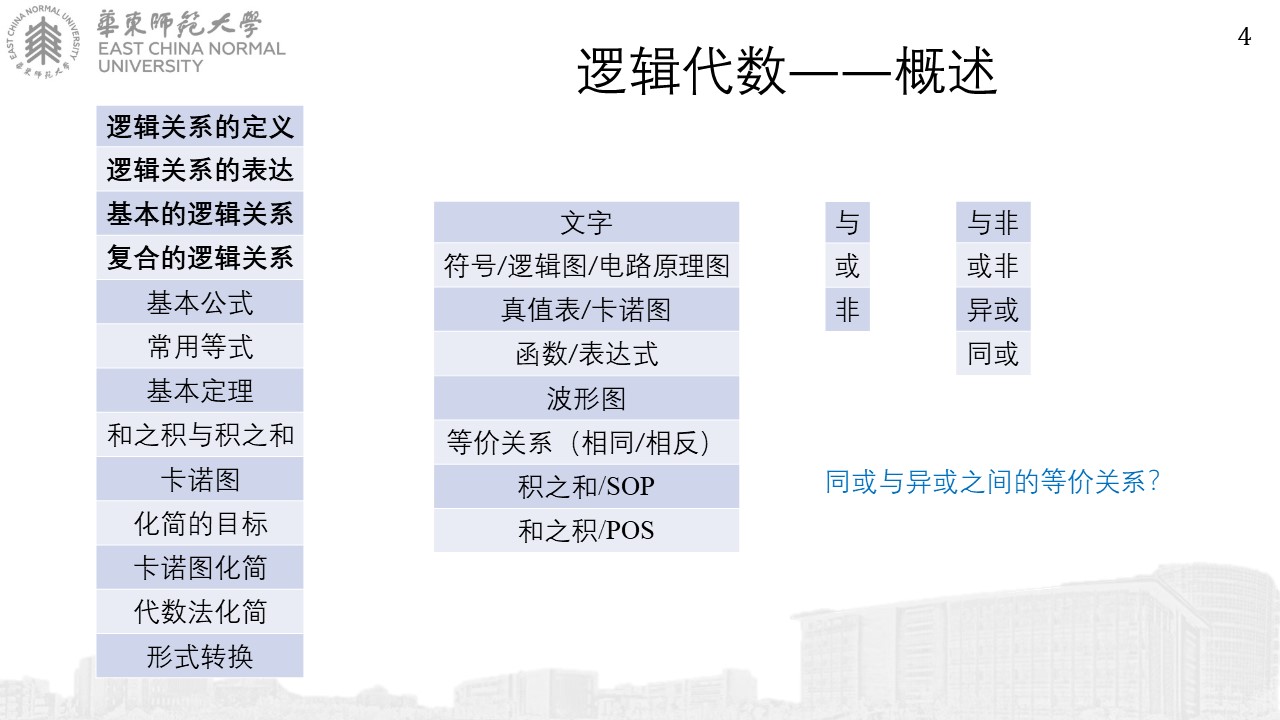 EAST CHINA NORMAL UNIVERSITY
華東师范大學
華東师范大學
EAST CHINA NORMAL
UNIVERSITY
4
逻辑代数——概述
逻辑关系的定义
逻辑关系的表达
基本的逻辑关系
复合的逻辑关系
基本公式
常用等式
基本定理
和之积与积之和
卡诺图
化简的目标
卡诺图化简
代数法化简
形式转换
文字
符号/逻辑图/电路原理图
真值表/卡诺图
函数/表达式
波形图
等价关系（相同/相反）
积之和/SOP
和之积/POS
与
或
非
与非
或非
异或
同或
同或与异或之间的等价关系？